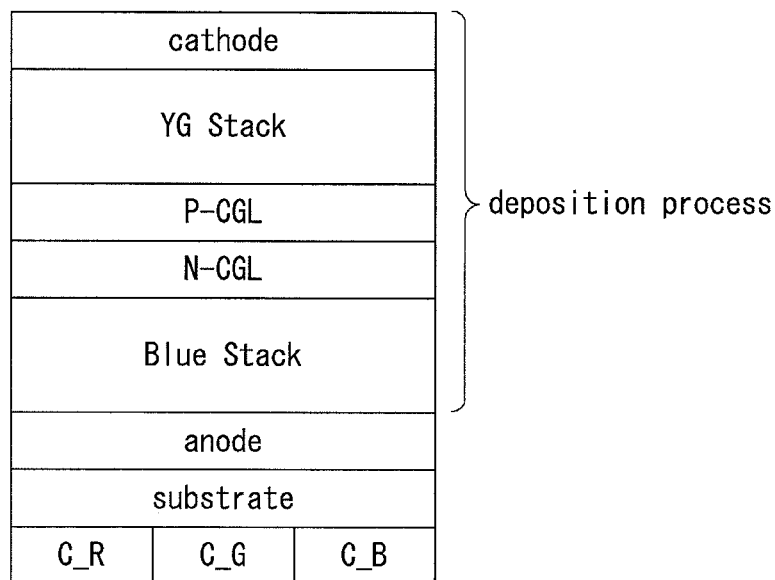 cathode
YG Stack
P-CGL
deposition process
N-CGL
Blue Stack
anode
substrate
C_R C_G C_B